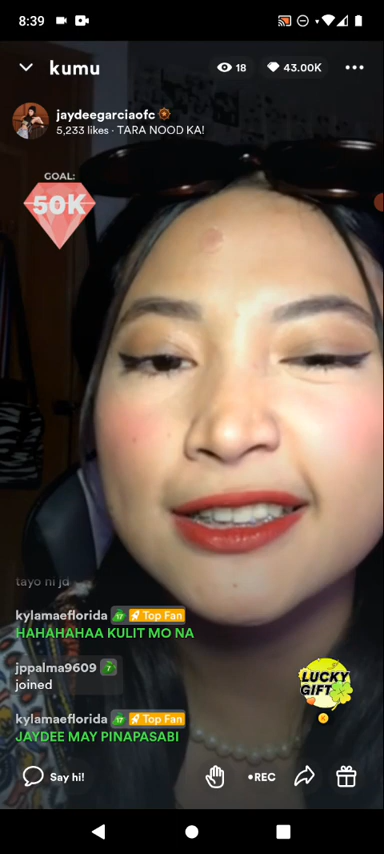 8:39
kumu
18
43.00K
jaydeegarciaofc
5,233 likes · TARA NOOD KA!
GOAL:
50K
tayo ni jd
kylamaeflorida 17 Top Fan
HAHAHAHAA KULIT MO NA
jppalma9609 7
joined
kylamaeflorida 17 Top Fan
JAYDEE MAY PINAPASABI
LUCKY
GIFT
Say hi!
•REC